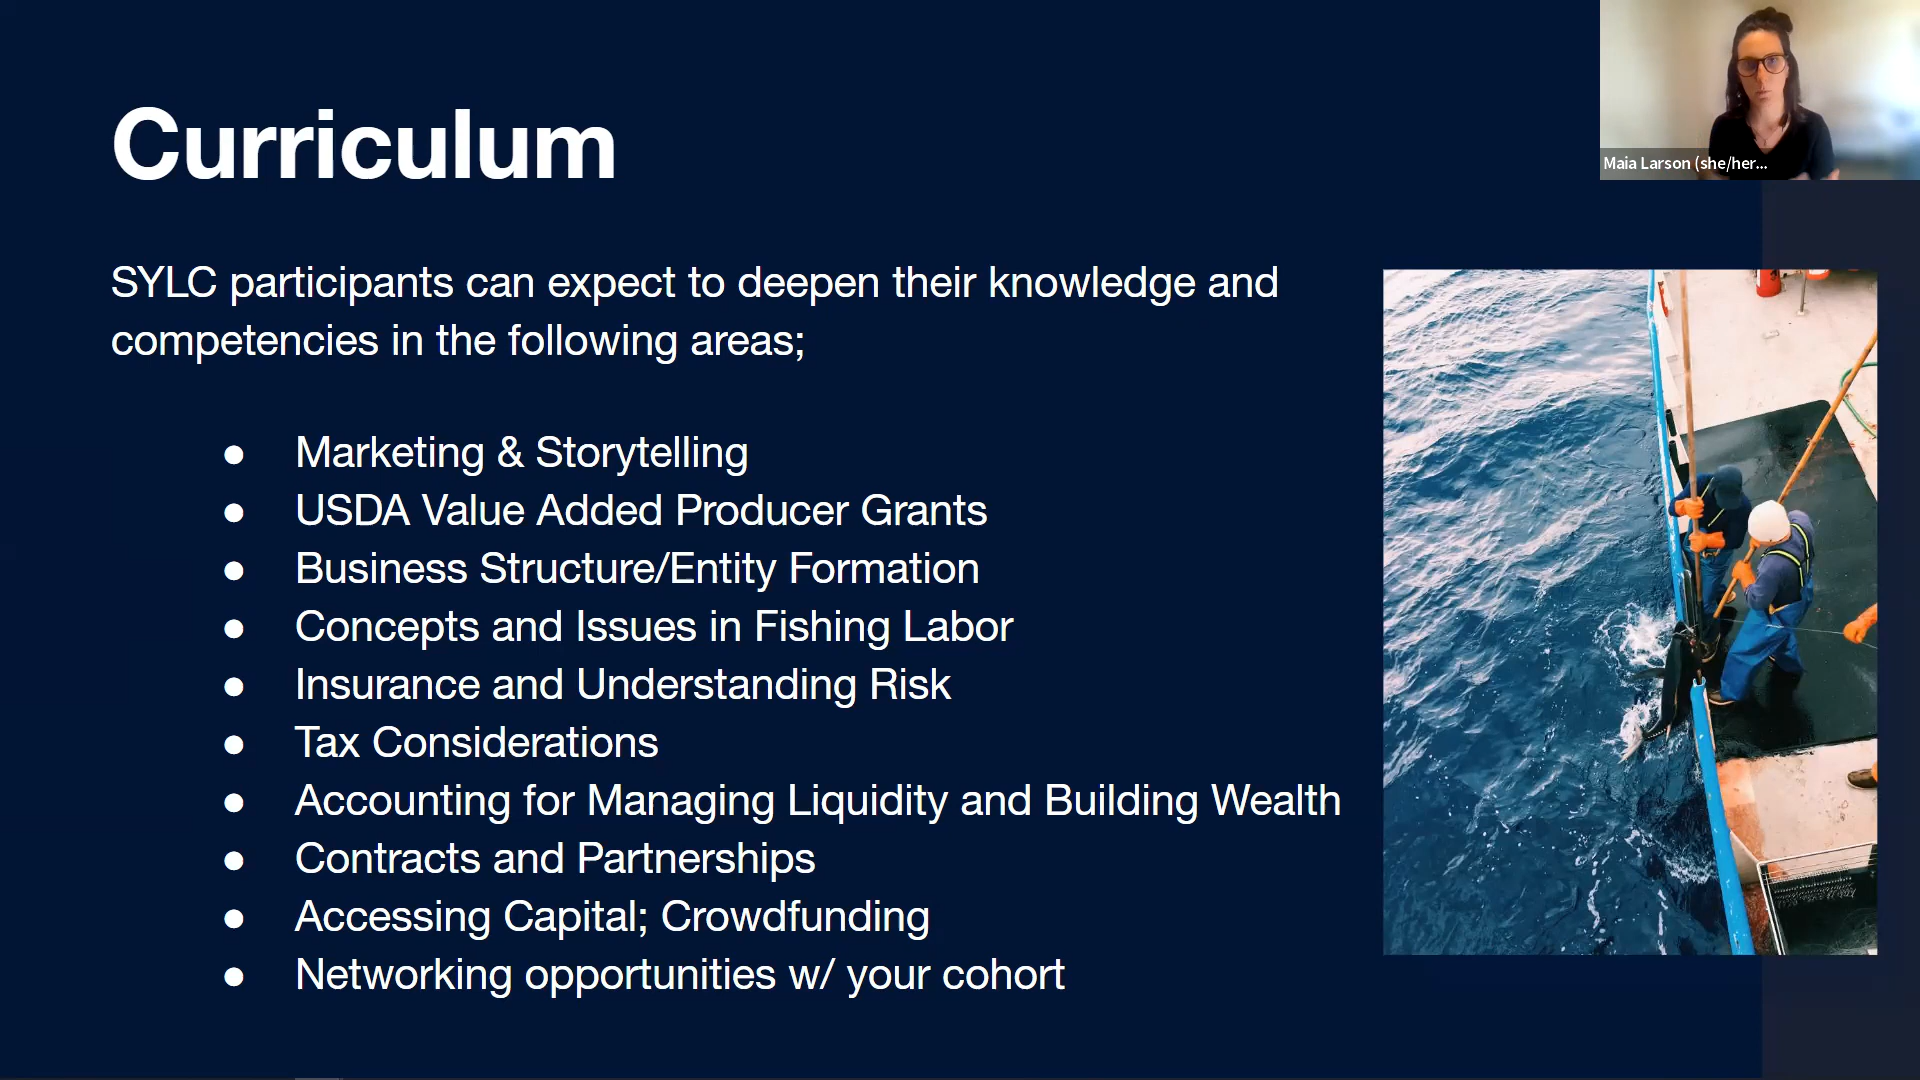 Curriculum
Maia Larson (she/her...
SYLC participants can expect to deepen their knowledge and
competencies in the following areas;
● Marketing & Storytelling
● USDA Value Added Producer Grants
● Business Structure/Entity Formation
● Concepts and Issues in Fishing Labor
● Insurance and Understanding Risk
● Tax Considerations
● Accounting for Managing Liquidity and Building Wealth
● Contracts and Partnerships
● Accessing Capital; Crowdfunding
● Networking opportunities w/ your cohort